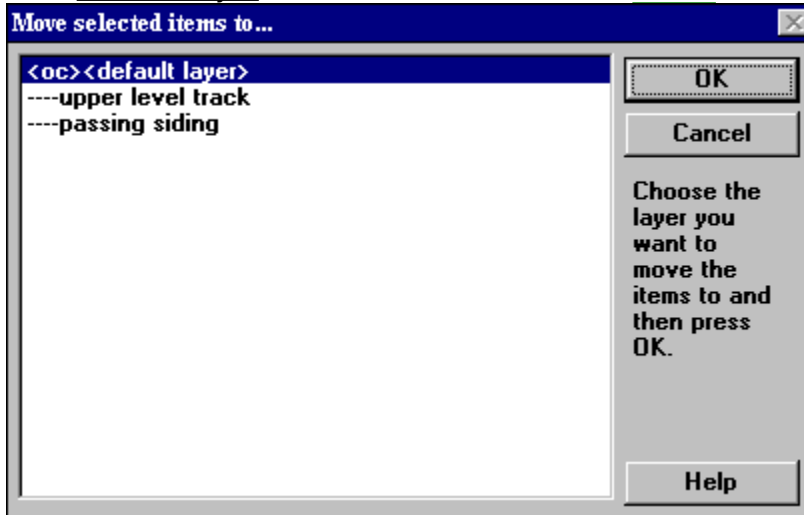 Move selected items to...
<oc><default layer>
----upper level track
----passing siding
OK
Cancel
Choose the
layer you
want to
move the
items to and
then press
OK.
Help